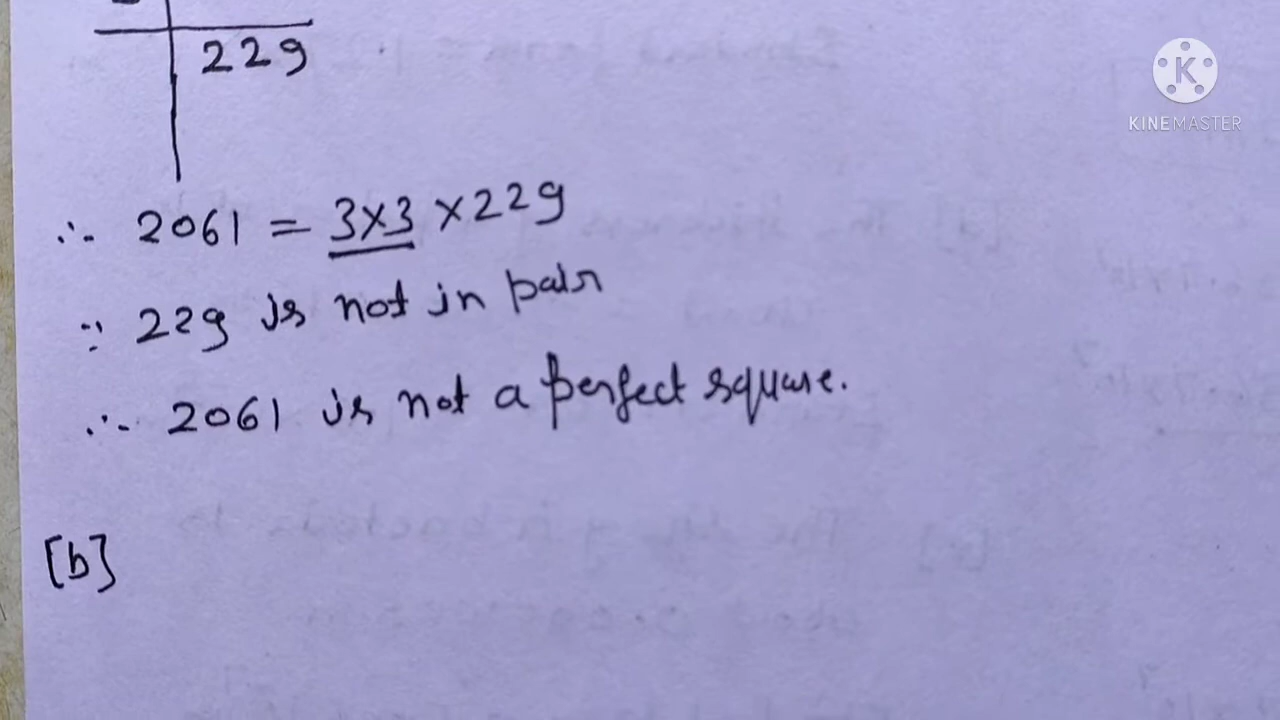 229
K
KINEMASTER
∴ 2061 = 3×3 ×229
∵ 229 is not in pair
∴ 2061 is not a perfect square.
[b]